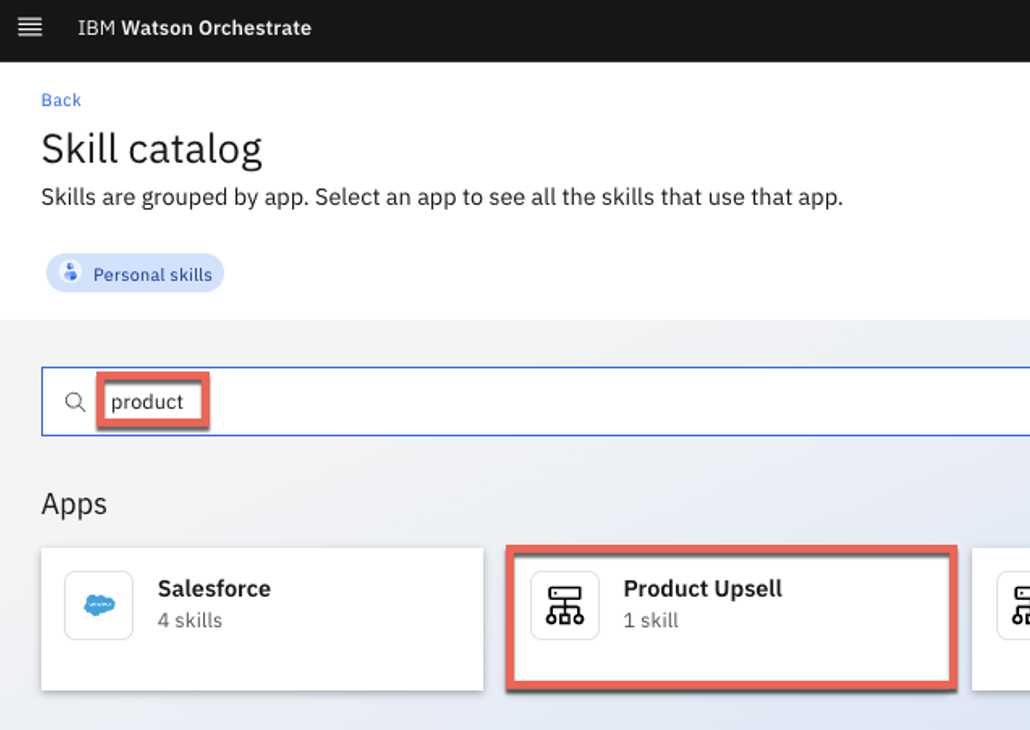 IBM Watson Orchestrate
Back
Skill catalog
Skills are grouped by app. Select an app to see all the skills that use that app.
Personal skills
product
Apps
Salesforce
4 skills
Product Upsell
1 skill